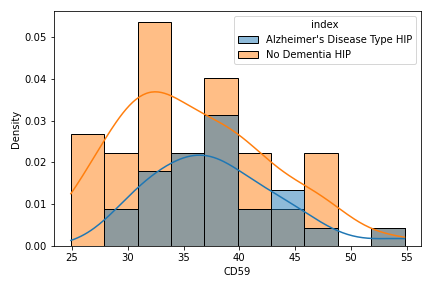 index
Alzheimer's Disease Type HIP
No Dementia HIP
0.05
0.04
0.03
0.02
0.01
0.00
Density
25 30 35 40 45 50 55
CD59